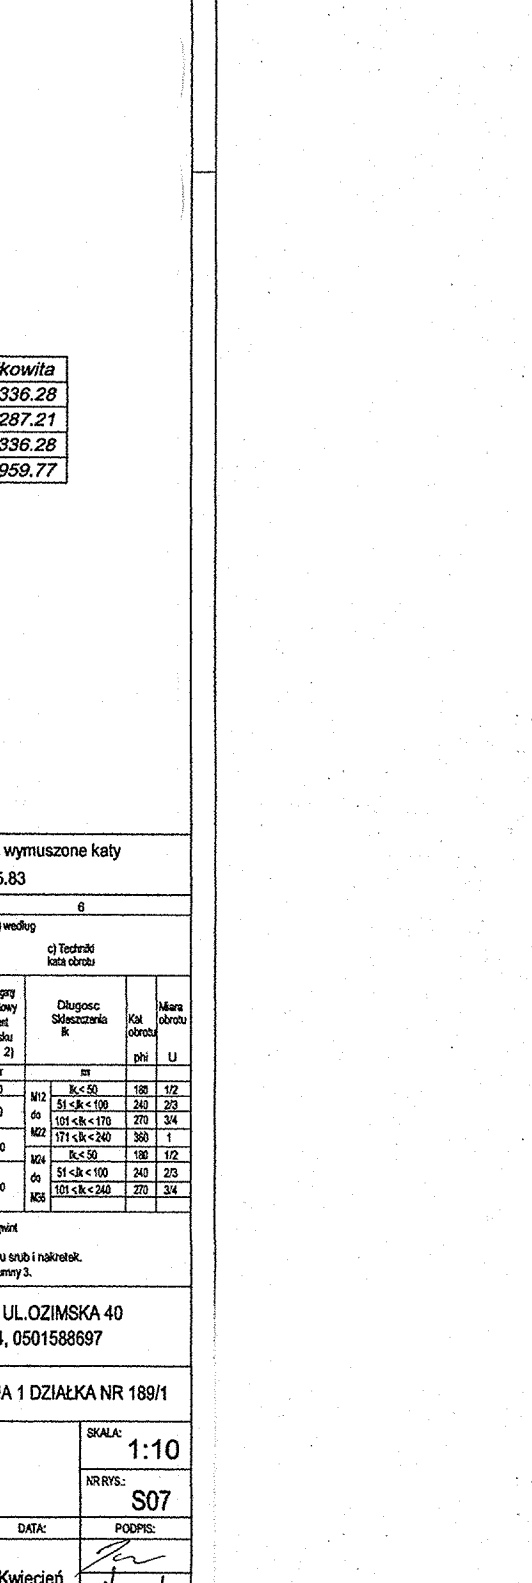 kowita
336.28
287.21
336.28
959.77
wymuszone katy
5.83
6
według
c) Techniki
kata obrotu
Dlugosc
Skleszczenia
lk
Kat
obrotu
phi
Miara
obrotu
U
2)
M12
do
M22
lk < 50 180 1/2
51 < lk < 100 240 2/3
101 < lk < 170 270 3/4
171 < lk < 240 360 1
M24
do
M36
lk < 50 180 1/2
51 < lk < 100 240 2/3
101 < lk < 240 270 3/4
gwint
u srub i nakretek.
umny 3.
UL.OZIMSKA 40
, 0501588697
A 1 DZIAŁKA NR 189/1
SKALA:
1:10
NR RYS.:
S07
DATA: PODPIS:
Kwiecień